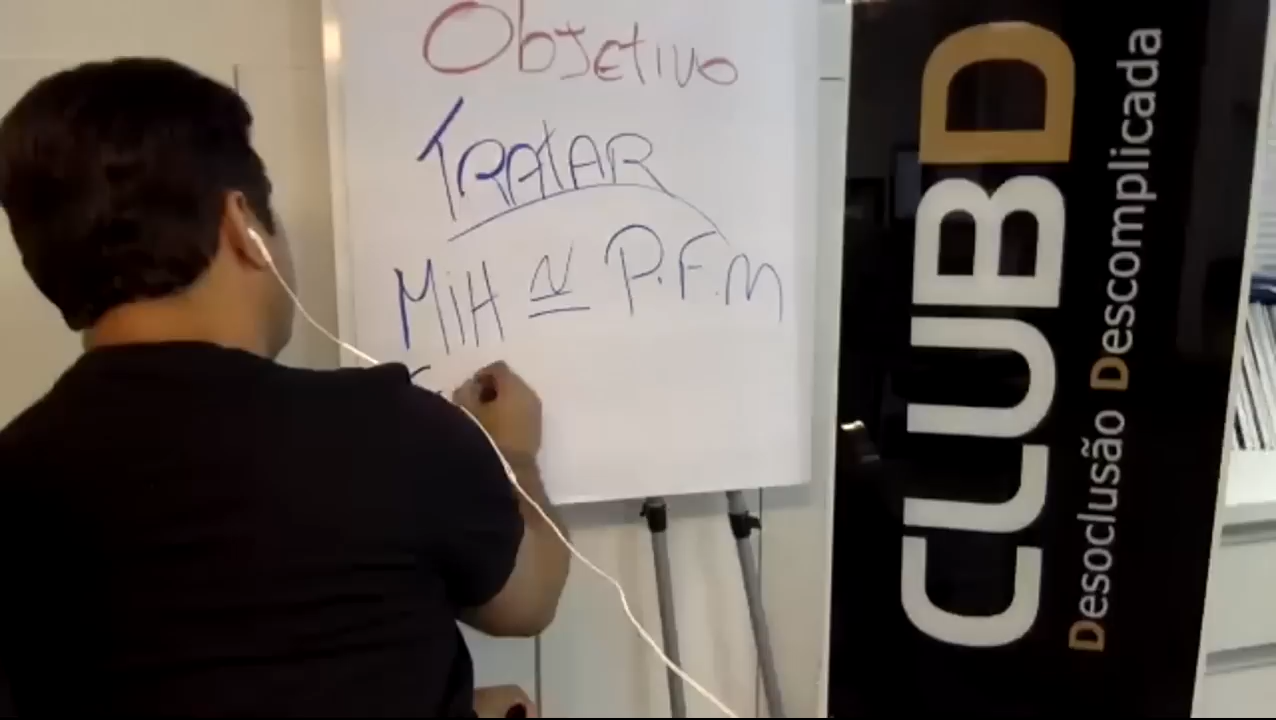 Objetivo
TRATAR
MiH N P.F.M
CLUBD
Desoclusão Descomplicada